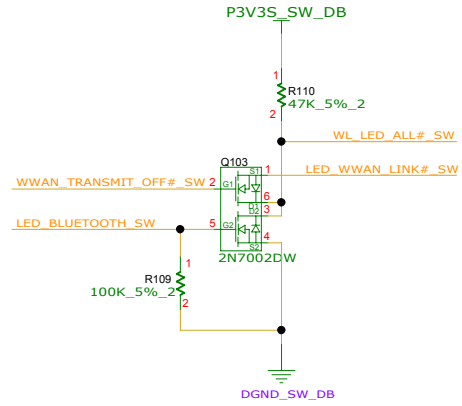 P3V3S_SW_DB
1
R110
47K_5%_2
2
WL_LED_ALL#_SW
Q103
S1
1
LED_WWAN_LINK#_SW
WWAN_TRANSMIT_OFF#_SW
2
G1
6
D1
3
D2
LED_BLUETOOTH_SW
5
G2
4
S2
2N7002DW
1
R109
100K_5%_2
2
DGND_SW_DB